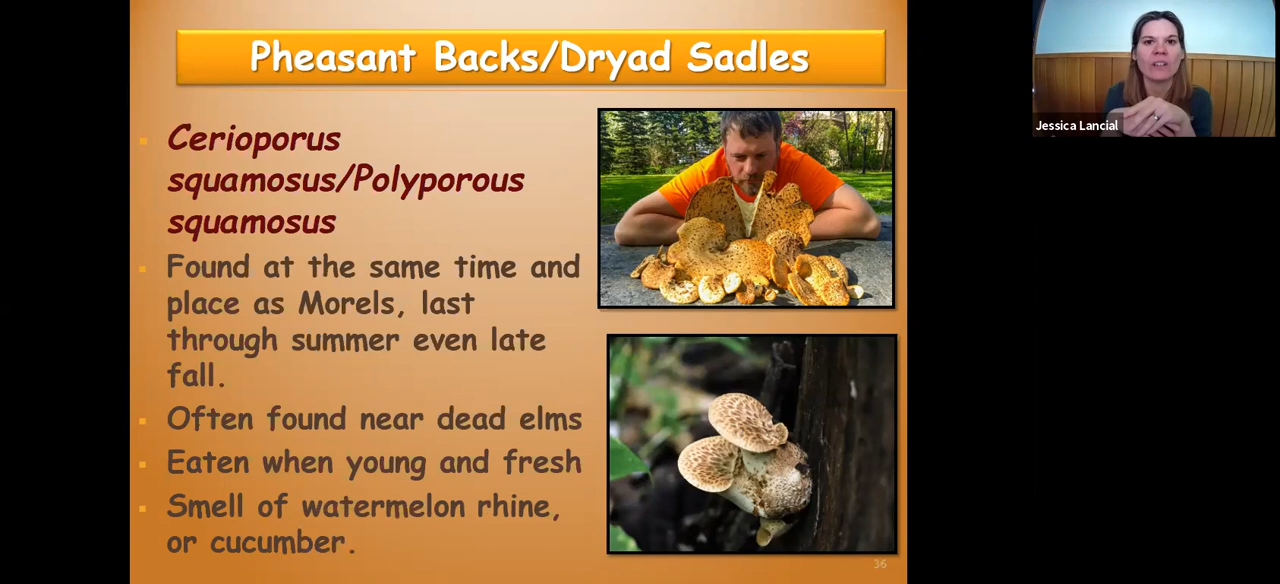 Pheasant Backs/Dryad Sadles
Cerioporus
squamosus/Polyporous
squamosus
Found at the same time and
place as Morels, last
through summer even late
fall.
Often found near dead elms
Eaten when young and fresh
Smell of watermelon rhine,
or cucumber.
36
Jessica Lancial